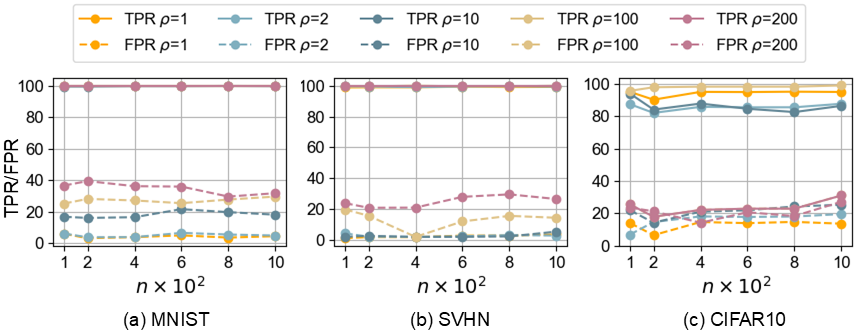 TPR ρ=1 TPR ρ=2 TPR ρ=10 TPR ρ=100 TPR ρ=200
FPR ρ=1 FPR ρ=2 FPR ρ=10 FPR ρ=100 FPR ρ=200
TPR/FPR
100
80
60
40
20
0
1 2 4 6 8 10
n × 10²
(a) MNIST
100
80
60
40
20
0
1 2 4 6 8 10
n × 10²
(b) SVHN
100
80
60
40
20
0
1 2 4 6 8 10
n × 10²
(c) CIFAR10